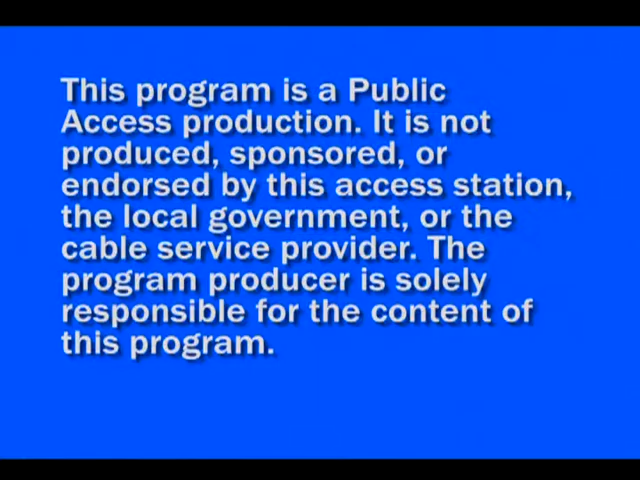 This program is a Public
Access production. It is not
produced, sponsored, or
endorsed by this access station,
the local government, or the
cable service provider. The
program producer is solely
responsible for the content of
this program.